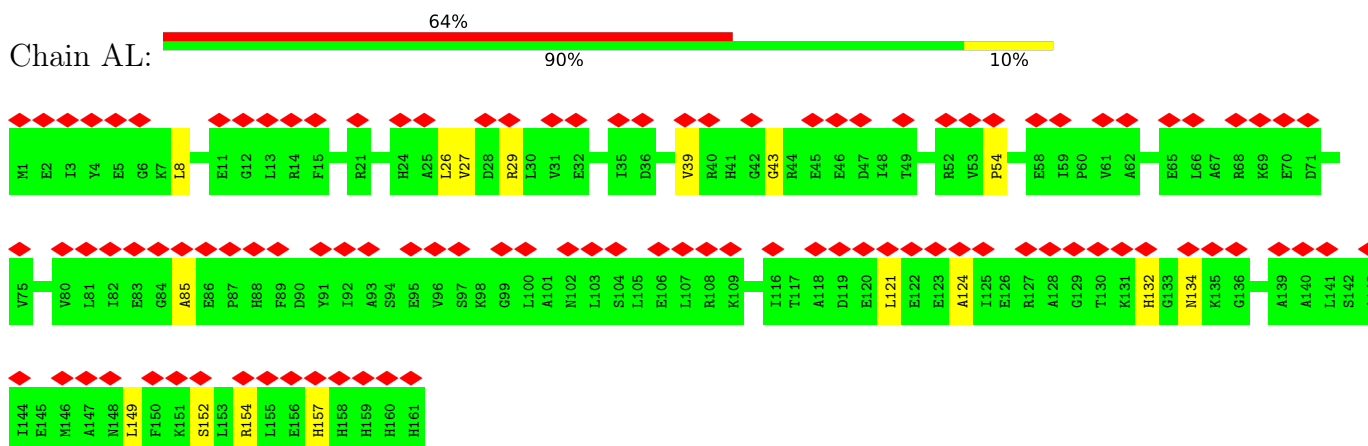 64%
Chain AL:
90% 10%
M1 E2 I3 Y4 E5 G6 K7 L8 E11 G12 L13 R14 F15 R21 H24 A25 L26 V27 D28 R29 L30 V31 E32 I35 D36 V39 R40 H41 G42 G43 R44 E45 E46 D47 I48 T49 R52 V53 P54 E58 I59 P60 V61 A62 E65 L66 A67 R68 K69 E70 D71
V75 V80 L81 I82 E83 G84 A85 E86 P87 H88 F89 D90 Y91 I92 A93 S94 E95 V96 S97 K98 G99 L100 A101 N102 L103 S104 L105 E106 L107 R108 K109 I116 T117 A118 D119 E120 L121 E122 E123 A124 I125 E126 R127 A128 G129 T130 K131 H132 G133 N134 K135 G136 A139 A140 L141 S142
I144 E145 M146 A147 N148 L149 F150 K151 S152 L153 R154 L155 E156 H157 H158 H159 H160 H161